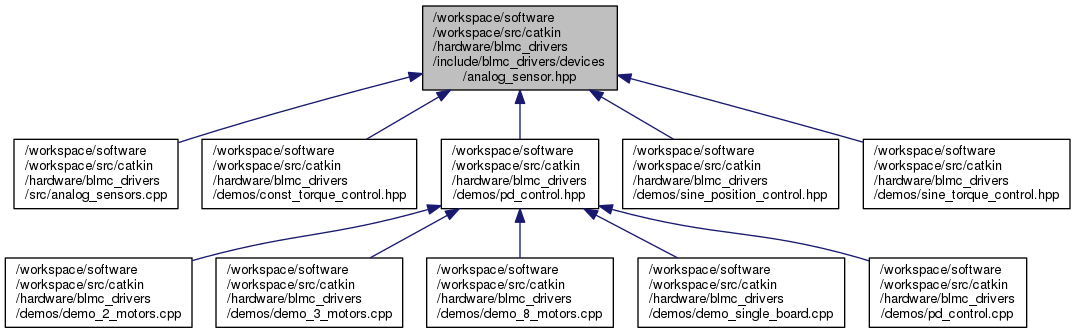 /workspace/software
/workspace/src/catkin
/hardware/blmc_drivers
/include/blmc_drivers/devices
/analog_sensor.hpp
/workspace/software
/workspace/src/catkin
/hardware/blmc_drivers
/src/analog_sensors.cpp
/workspace/software
/workspace/src/catkin
/hardware/blmc_drivers
/demos/const_torque_control.hpp
/workspace/software
/workspace/src/catkin
/hardware/blmc_drivers
/demos/pd_control.hpp
/workspace/software
/workspace/src/catkin
/hardware/blmc_drivers
/demos/sine_position_control.hpp
/workspace/software
/workspace/src/catkin
/hardware/blmc_drivers
/demos/sine_torque_control.hpp
/workspace/software
/workspace/src/catkin
/hardware/blmc_drivers
/demos/demo_2_motors.cpp
/workspace/software
/workspace/src/catkin
/hardware/blmc_drivers
/demos/demo_3_motors.cpp
/workspace/software
/workspace/src/catkin
/hardware/blmc_drivers
/demos/demo_8_motors.cpp
/workspace/software
/workspace/src/catkin
/hardware/blmc_drivers
/demos/demo_single_board.cpp
/workspace/software
/workspace/src/catkin
/hardware/blmc_drivers
/demos/pd_control.cpp